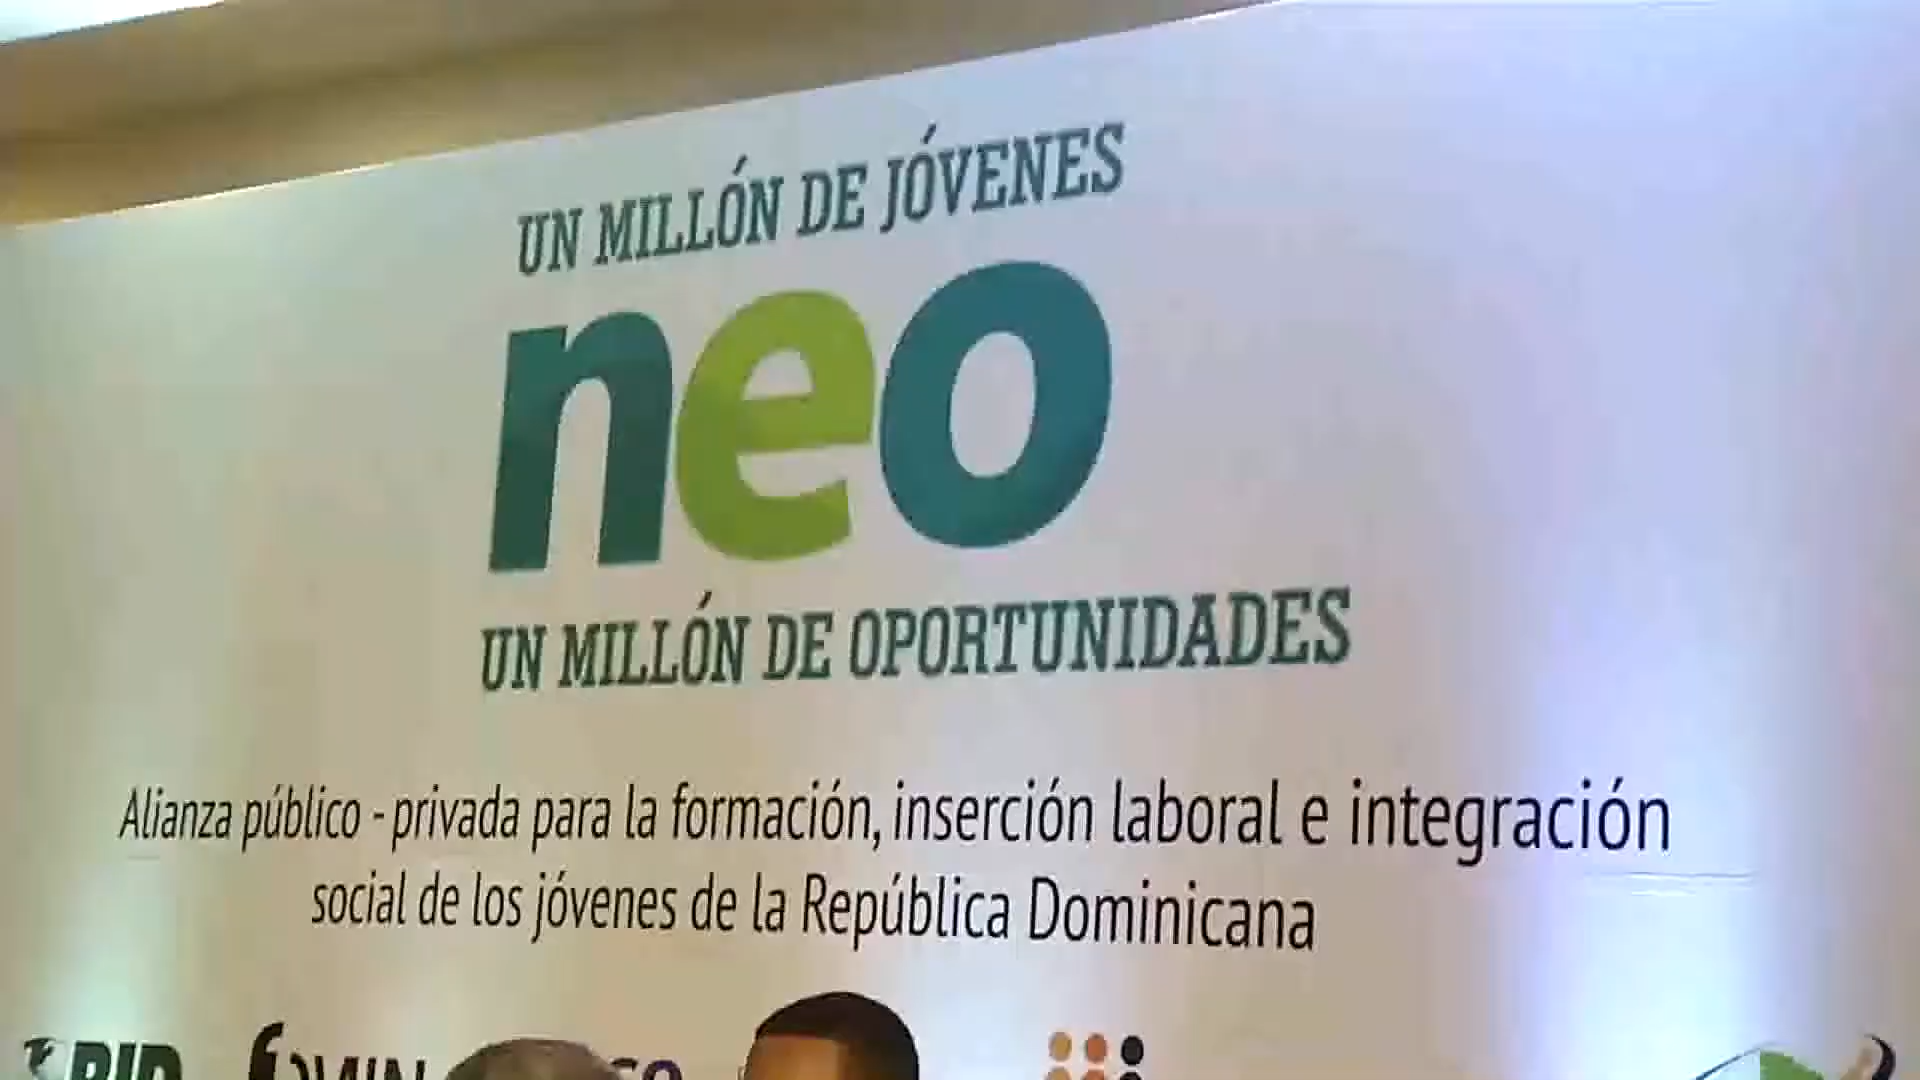 UN MILLÓN DE JÓVENES
neo
UN MILLÓN DE OPORTUNIDADES
Alianza público - privada para la formación, inserción laboral e integración
social de los jóvenes de la República Dominicana
BID